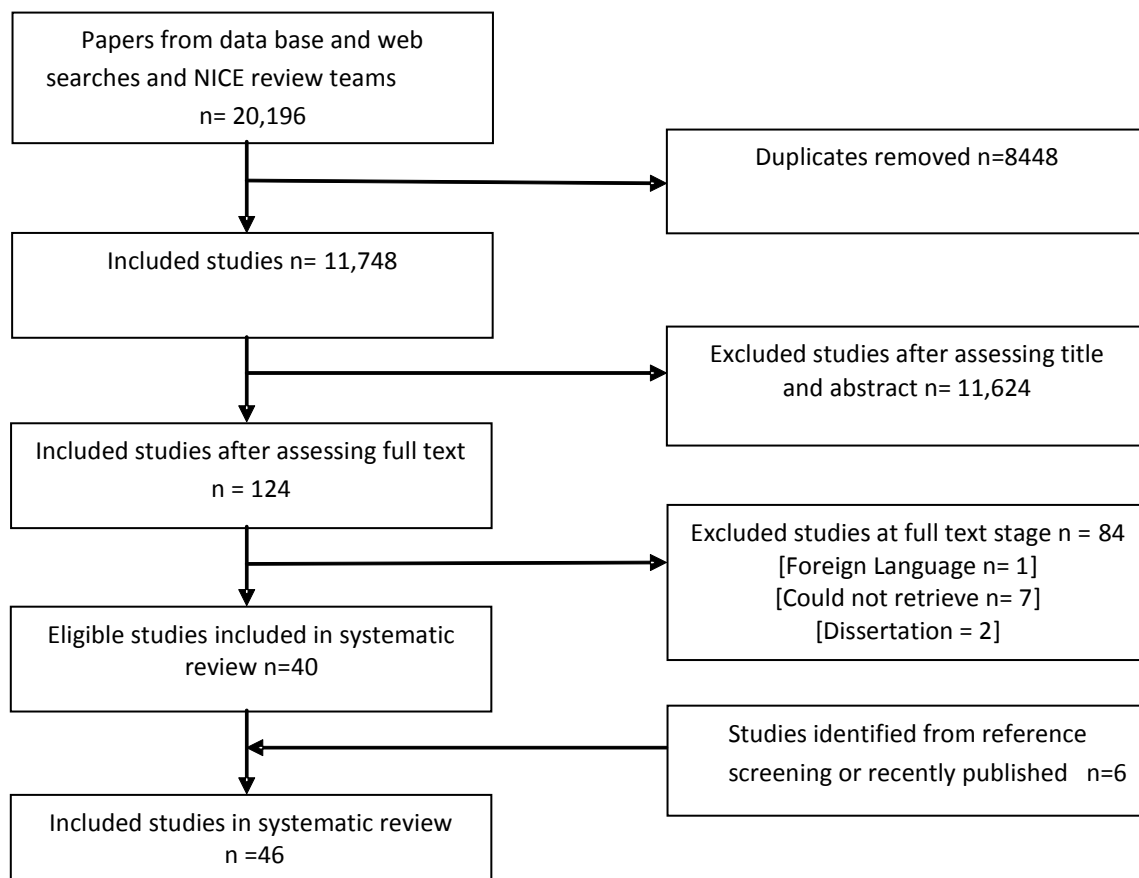 Papers from data base and web
searches and NICE review teams
n= 20,196
Duplicates removed n=8448
Included studies n= 11,748
Excluded studies after assessing title
and abstract n= 11,624
Included studies after assessing full text
n = 124
Excluded studies at full text stage n = 84
[Foreign Language n= 1]
[Could not retrieve n= 7]
[Dissertation = 2]
Eligible studies included in systematic
review n=40
Studies identified from reference
screening or recently published n=6
Included studies in systematic review
n =46